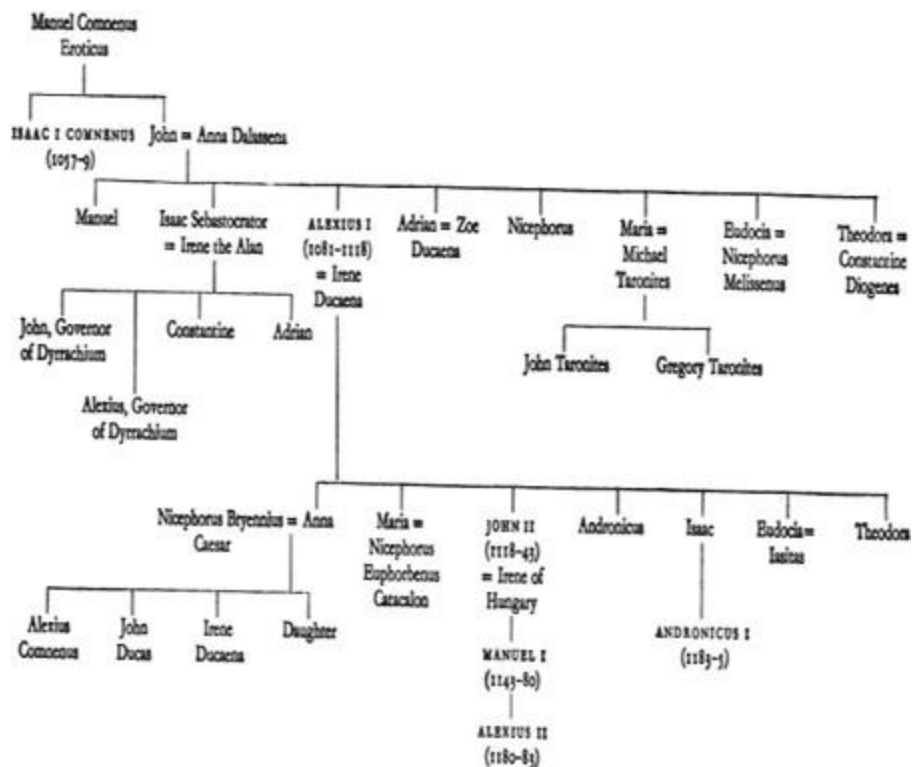 Manuel Comnenus
Eroticus
ISAAC I COMNENUS
(1057–9)
John = Anna Dalassena
Manuel
Isaac Sebastocrator
= Irene the Alan
ALEXIUS I
(1081–1118)
= Irene
Ducaena
Adrian = Zoe
Ducaena
Nicephorus
Maria =
Michael
Taronites
Eudocia =
Nicephorus
Melissenus
Theodora =
Constantine
Diogenes
John, Governor
of Dyrrachium
Constantine
Adrian
John Taronites
Gregory Taronites
Alexius, Governor
of Dyrrachium
Nicephorus Bryennius = Anna
Caesar
Maria =
Nicephorus
Euphorbenus
Catacalon
JOHN II
(1118–43)
= Irene of
Hungary
Andronicus
Isaac
Eudocia =
Iasitas
Theodora
Alexius
Comnenus
John
Ducas
Irene
Ducaena
Daughter
MANUEL I
(1143–80)
ANDRONICUS I
(1183–5)
ALEXIUS II
(1180–83)